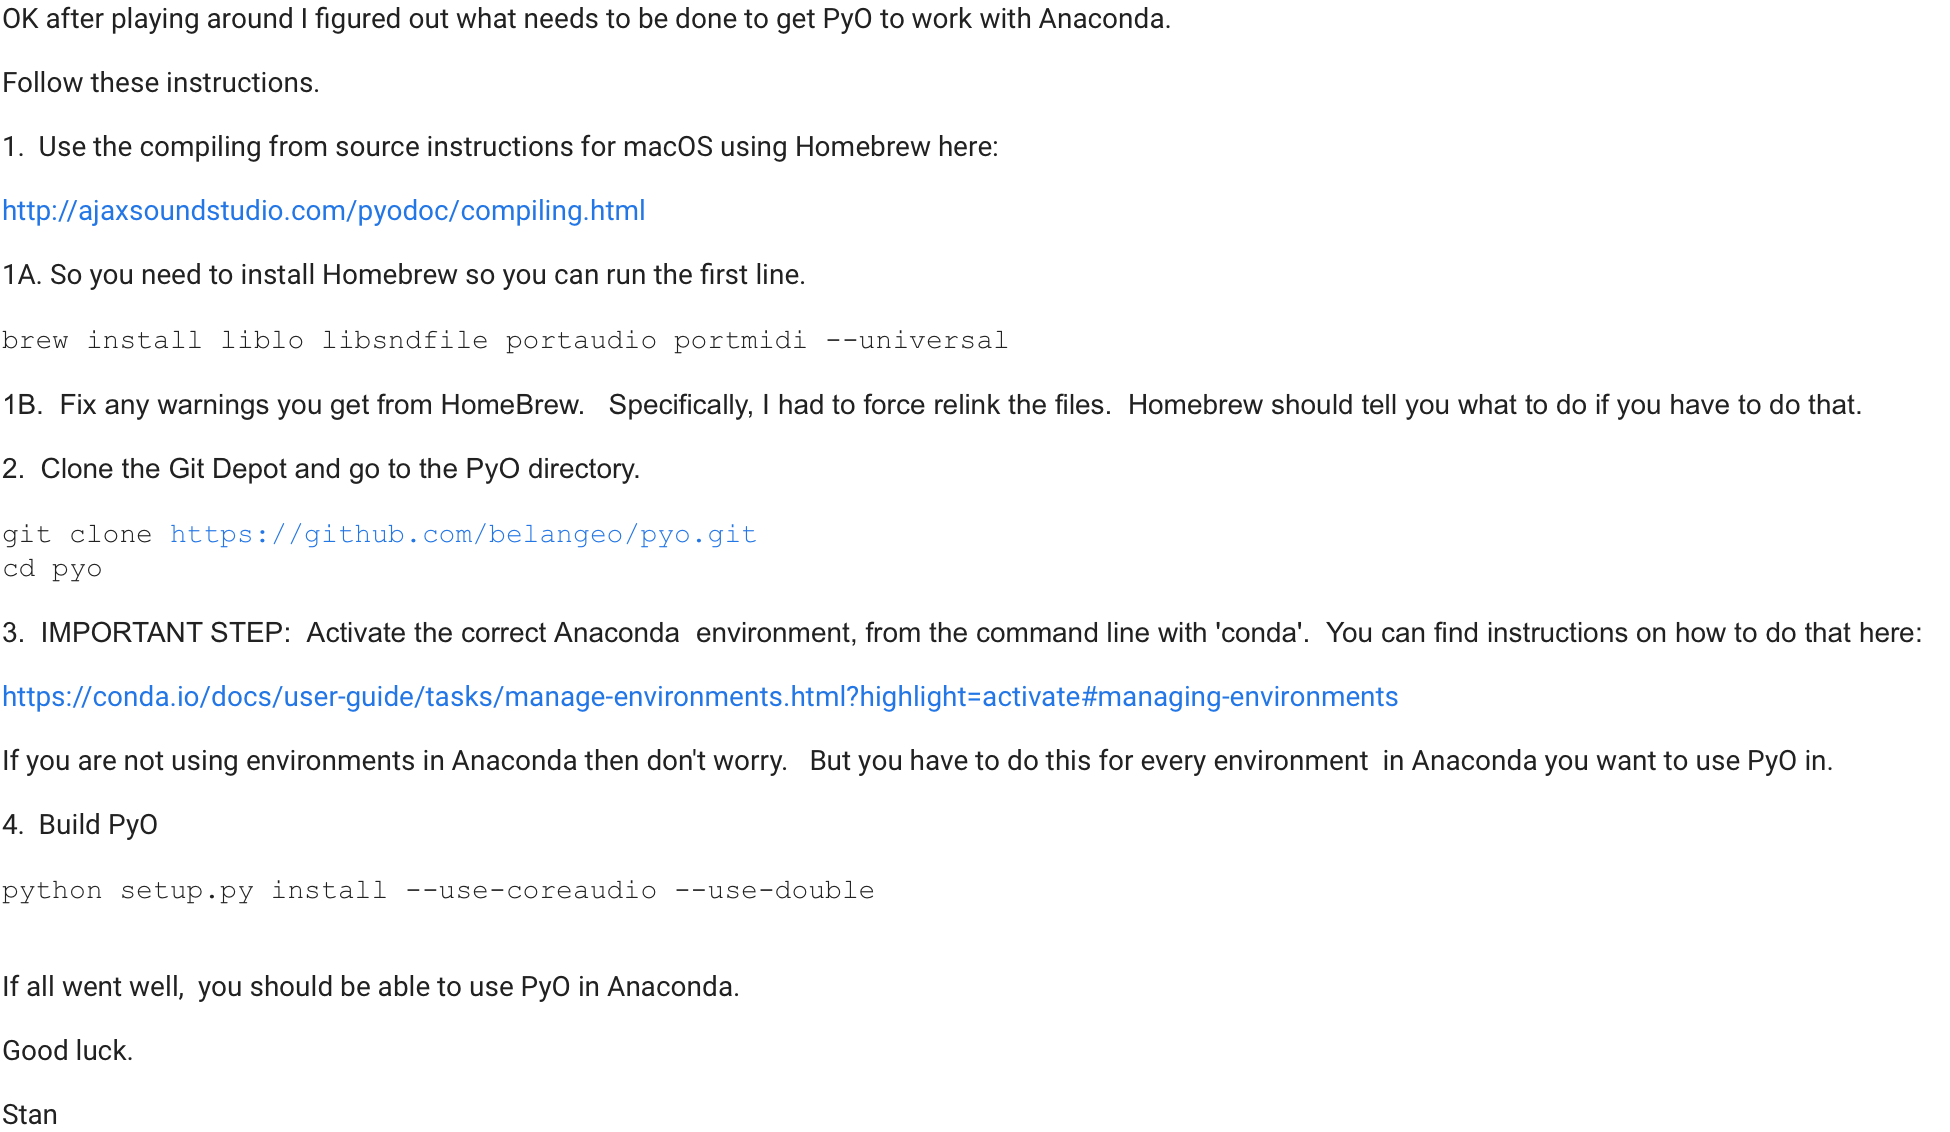 OK after playing around I figured out what needs to be done to get PyO to work with Anaconda.
Follow these instructions.
1.  Use the compiling from source instructions for macOS using Homebrew here:
http://ajaxsoundstudio.com/pyodoc/compiling.html
1A. So you need to install Homebrew so you can run the first line.
brew install liblo libsndfile portaudio portmidi --universal
1B.  Fix any warnings you get from HomeBrew.   Specifically, I had to force relink the files.  Homebrew should tell you what to do if you have to do that.
2.  Clone the Git Depot and go to the PyO directory.
git clone https://github.com/belangeo/pyo.git
cd pyo
3.  IMPORTANT STEP:  Activate the correct Anaconda  environment, from the command line with 'conda'.  You can find instructions on how to do that here:
https://conda.io/docs/user-guide/tasks/manage-environments.html?highlight=activate#managing-environments
If you are not using environments in Anaconda then don't worry.   But you have to do this for every environment  in Anaconda you want to use PyO in.
4.  Build PyO
python setup.py install --use-coreaudio --use-double
If all went well,  you should be able to use PyO in Anaconda.
Good luck.
Stan